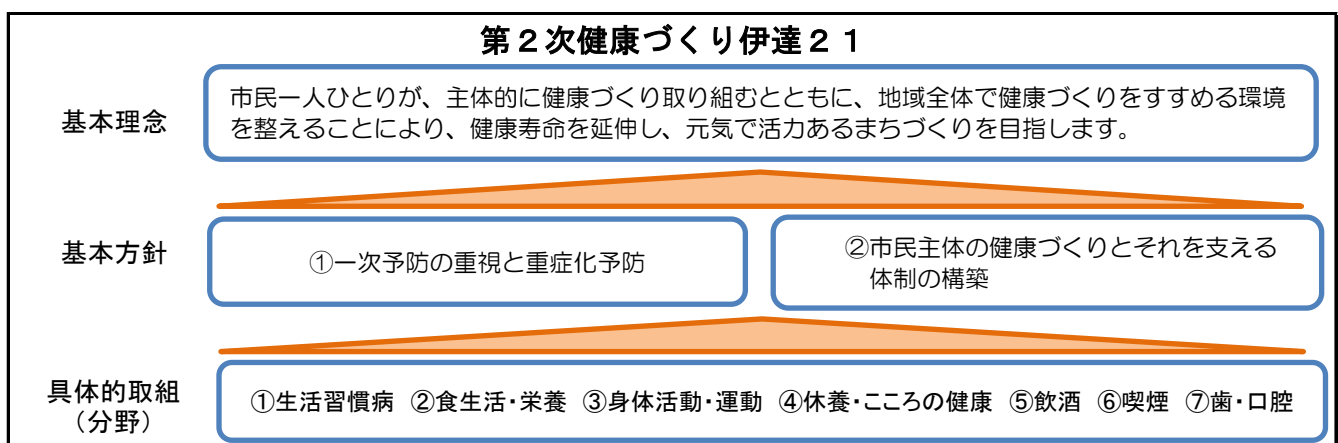 第２次健康づくり伊達２１
基本理念
市民一人ひとりが、主体的に健康づくり取り組むとともに、地域全体で健康づくりをすすめる環境
を整えることにより、健康寿命を延伸し、元気で活力あるまちづくりを目指します。
基本方針
①一次予防の重視と重症化予防
②市民主体の健康づくりとそれを支える
体制の構築
具体的取組
（分野）
①生活習慣病 ②食生活・栄養 ③身体活動・運動 ④休養・こころの健康 ⑤飲酒 ⑥喫煙 ⑦歯・口腔